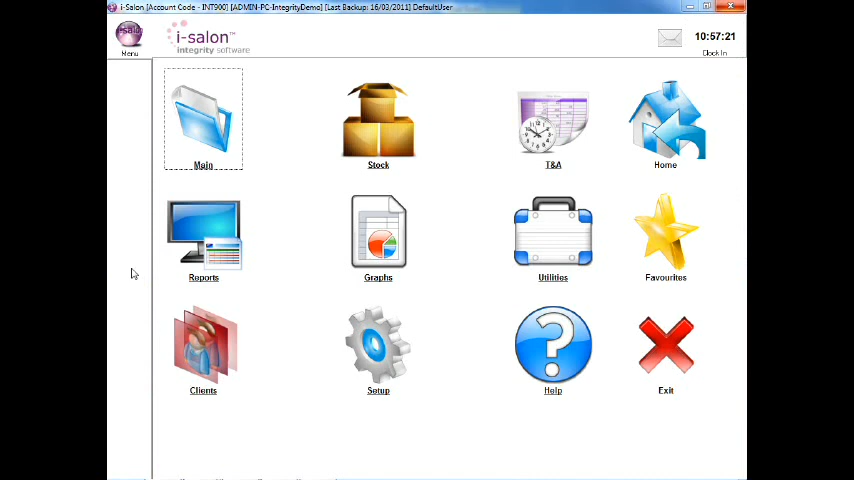 i-Salon [Account Code - INT900] [ADMIN-PC-IntegrityDemo] [Last Backup: 16/03/2011] DefaultUser
i-salon
Menu
i-salon™
integrity software
10:57:21
Clock In
Main
Stock
T&A
Home
Reports
Graphs
Utilities
Favourites
Clients
Setup
Help
Exit